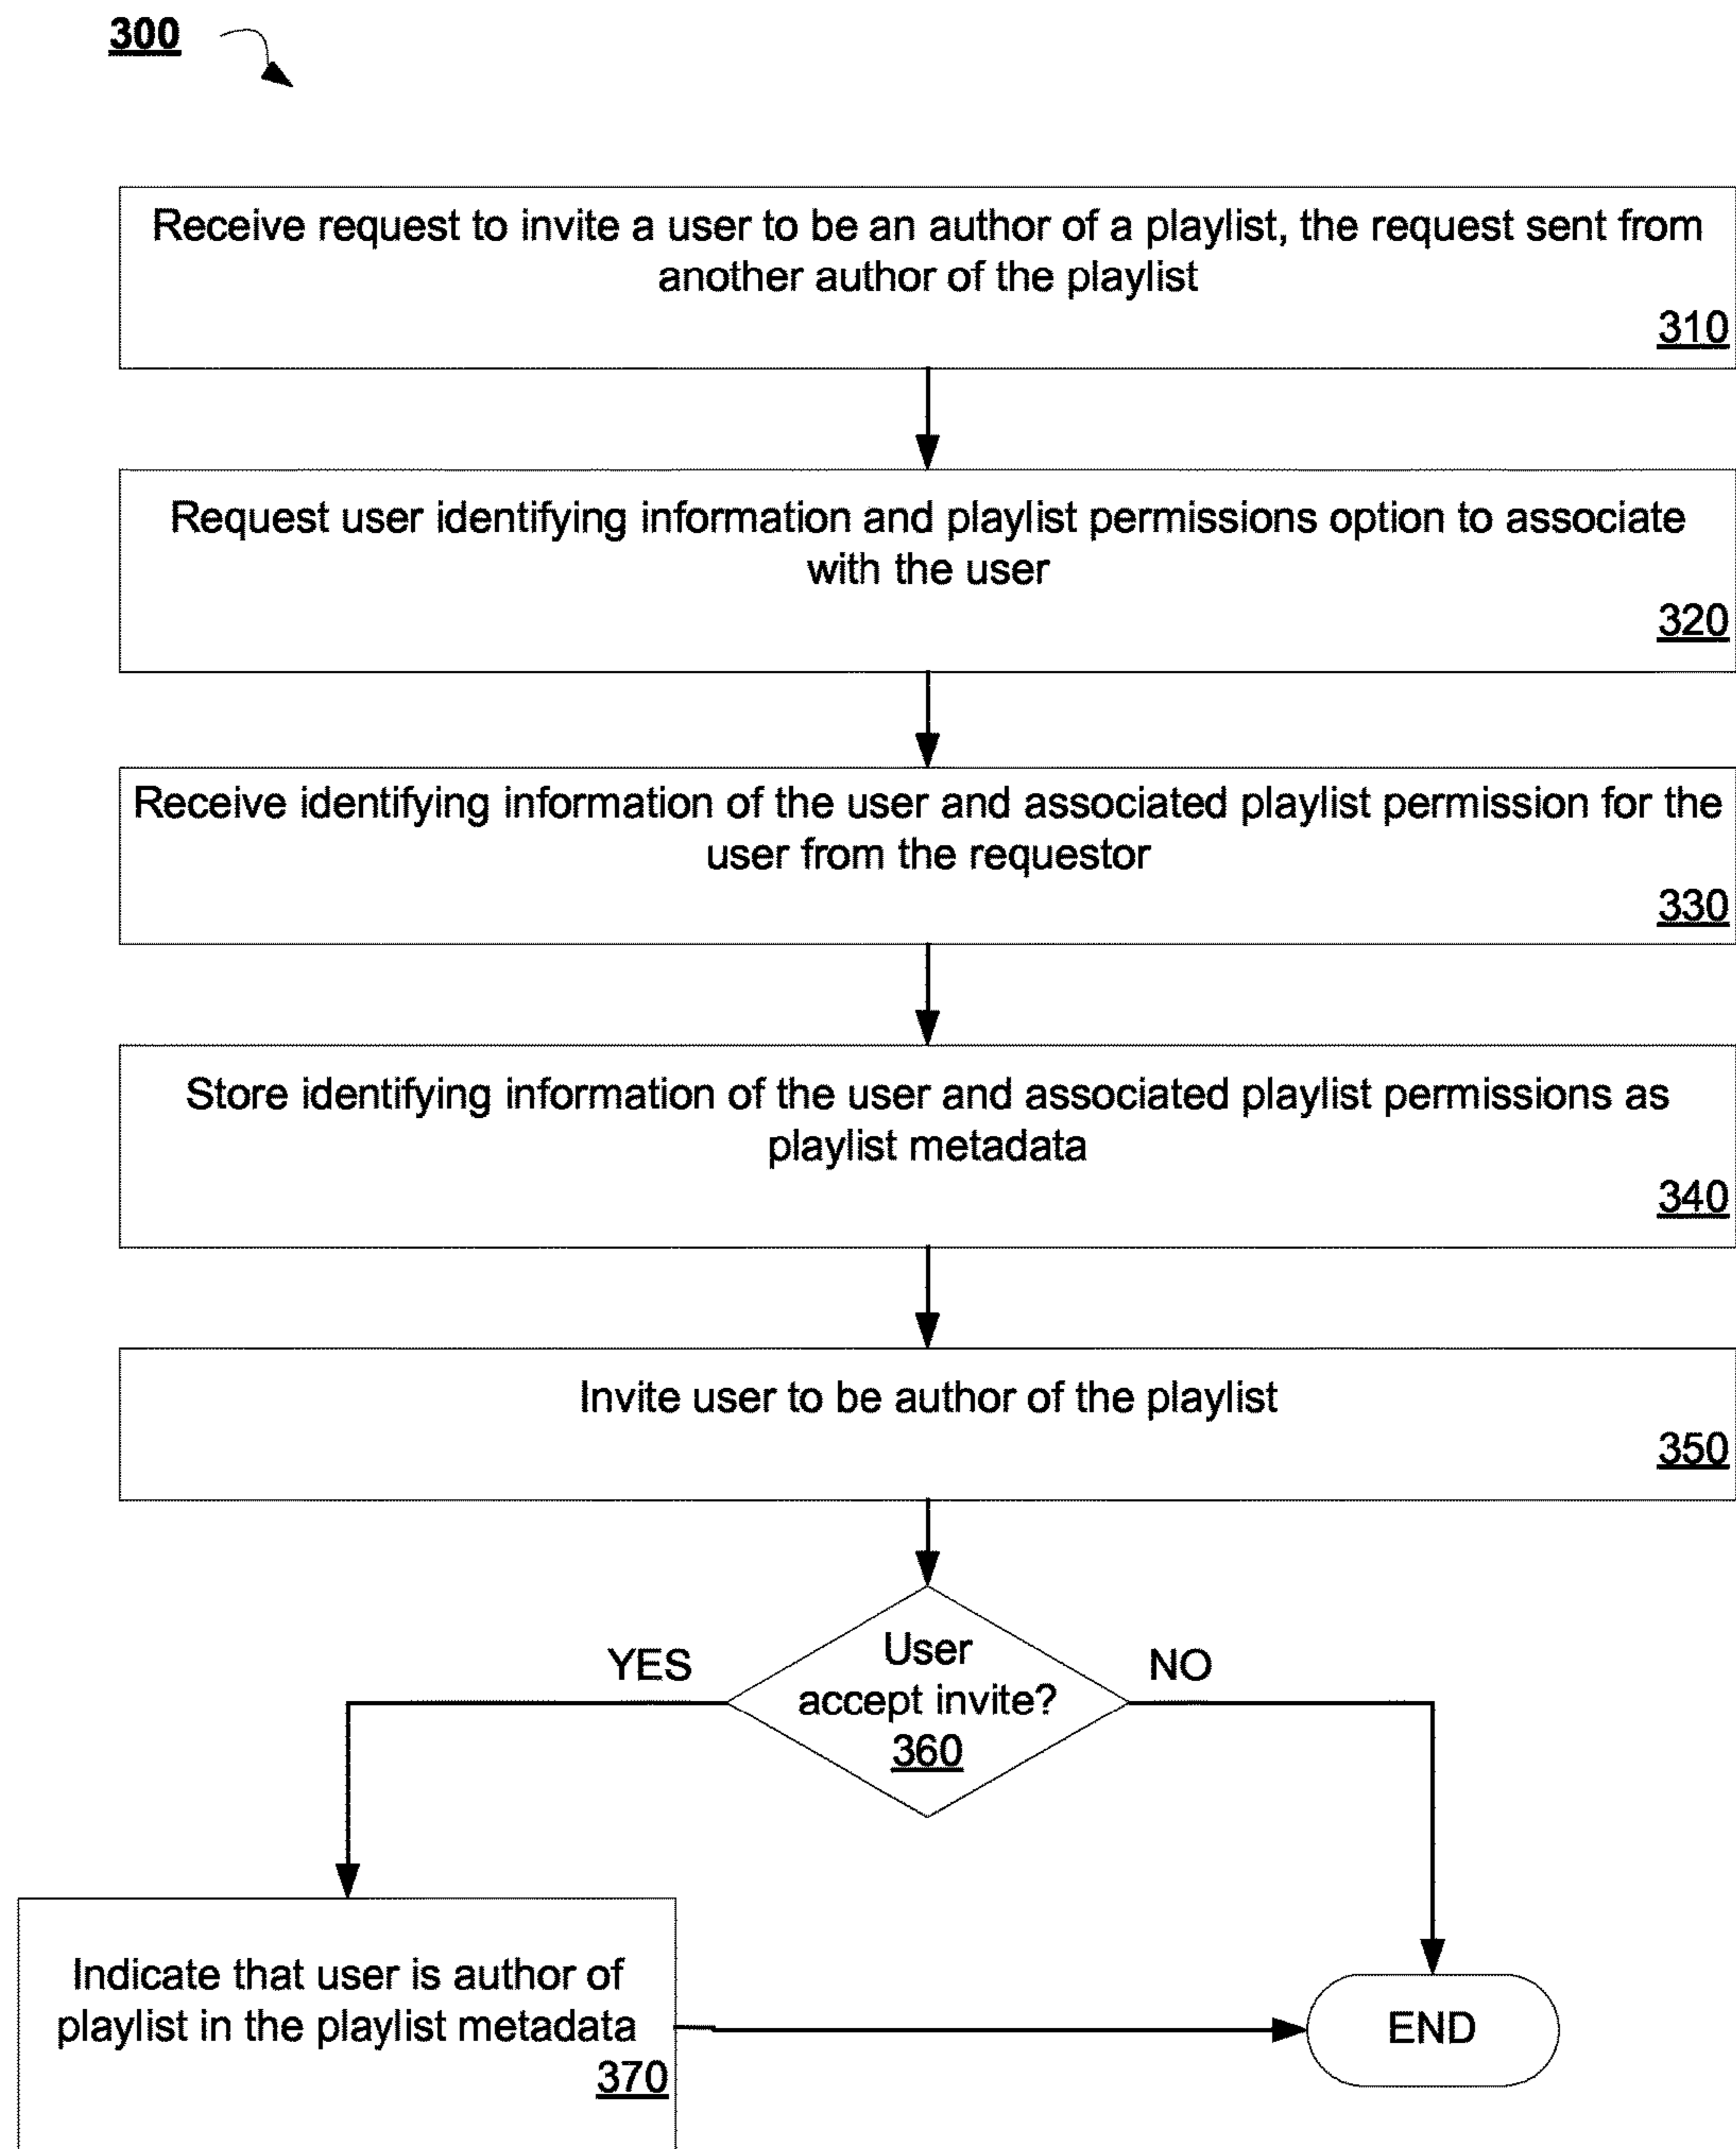 300
Receive request to invite a user to be an author of a playlist, the request sent from
another author of the playlist
310
Request user identifying information and playlist permissions option to associate
with the user
320
Receive identifying information of the user and associated playlist permission for the
user from the requestor
330
Store identifying information of the user and associated playlist permissions as
playlist metadata
340
Invite user to be author of the playlist
350
User
accept invite?
360
YES
NO
Indicate that user is author of
playlist in the playlist metadata
370
END